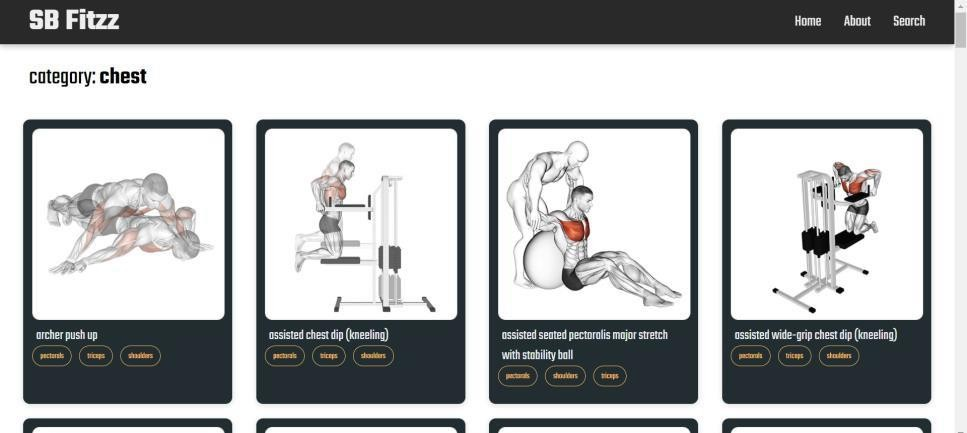 SB Fitzz
Home About Search
category: chest
archer push up
pectorals triceps shoulders
assisted chest dip (kneeling)
pectorals triceps shoulders
assisted seated pectoralis major stretch
with stability ball
pectorals shoulders triceps
assisted wide-grip chest dip (kneeling)
pectorals triceps shoulders